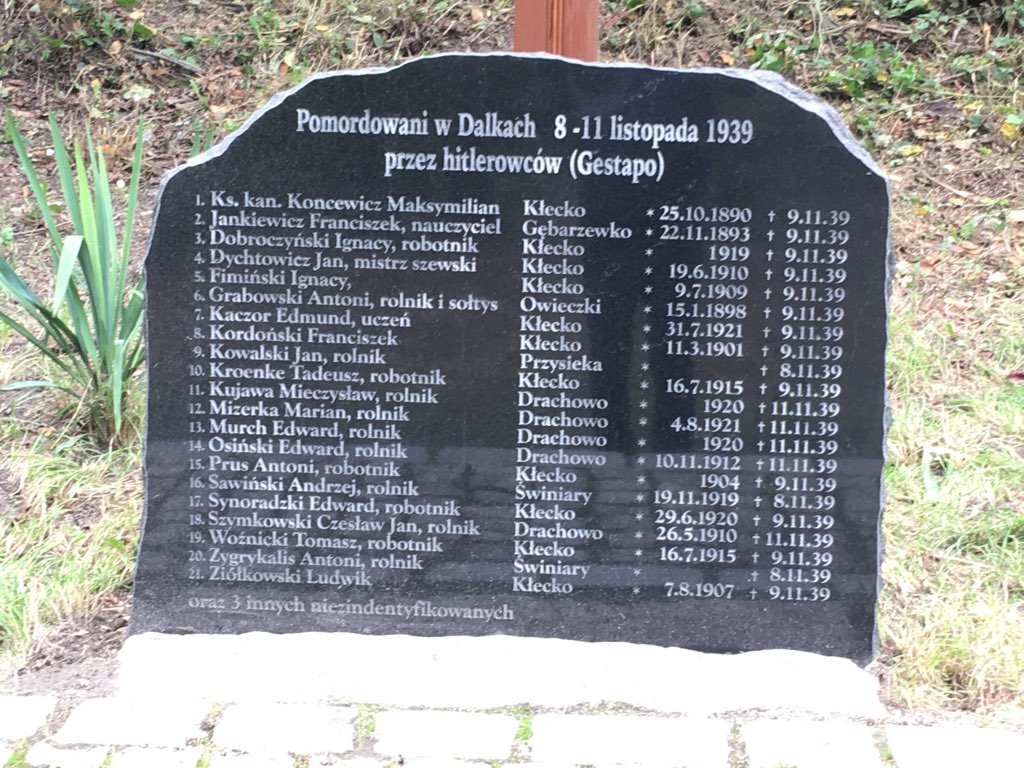 Pomordowani w Dalkach 8 -11 listopada 1939
przez hitlerowców (Gestapo)
1. Ks. kan. Koncewicz Maksymilian Kłecko * 25.10.1890 † 9.11.39
2. Jankiewicz Franciszek, nauczyciel Gębarzewko * 22.11.1893 † 9.11.39
3. Dobroczyński Ignacy, robotnik Kłecko * 1919 † 9.11.39
4. Dychtowicz Jan, mistrz szewski Kłecko * 19.6.1910 † 9.11.39
5. Fimiński Ignacy, Kłecko * 9.7.1909 † 9.11.39
6. Grabowski Antoni, rolnik i sołtys Owieczki * 15.1.1898 † 9.11.39
7. Kaczor Edmund, uczeń Kłecko * 31.7.1921 † 9.11.39
8. Kordoński Franciszek Kłecko * 11.3.1901 † 9.11.39
9. Kowalski Jan, rolnik Przysieka * † 8.11.39
10. Kroenke Tadeusz, robotnik Kłecko * 16.7.1915 † 9.11.39
11. Kujawa Mieczysław, rolnik Drachowo * 1920 † 11.11.39
12. Mizerka Marian, rolnik Drachowo * 4.8.1921 † 11.11.39
13. Murch Edward, rolnik Drachowo * 1920 † 11.11.39
14. Osiński Edward, rolnik Drachowo * 10.11.1912 † 11.11.39
15. Prus Antoni, robotnik Kłecko * 1904 † 9.11.39
16. Sawiński Andrzej, rolnik Świniary * 19.11.1919 † 8.11.39
17. Synoradzki Edward, robotnik Kłecko * 29.6.1920 † 9.11.39
18. Szymkowski Czesław Jan, rolnik Drachowo * 26.5.1910 † 11.11.39
19. Woźnicki Tomasz, robotnik Kłecko * 16.7.1915 † 9.11.39
20. Zygrykalis Antoni, rolnik Świniary * † 8.11.39
21. Ziółkowski Ludwik Kłecko * 7.8.1907 † 9.11.39
oraz 3 innych niezindentyfikowanych